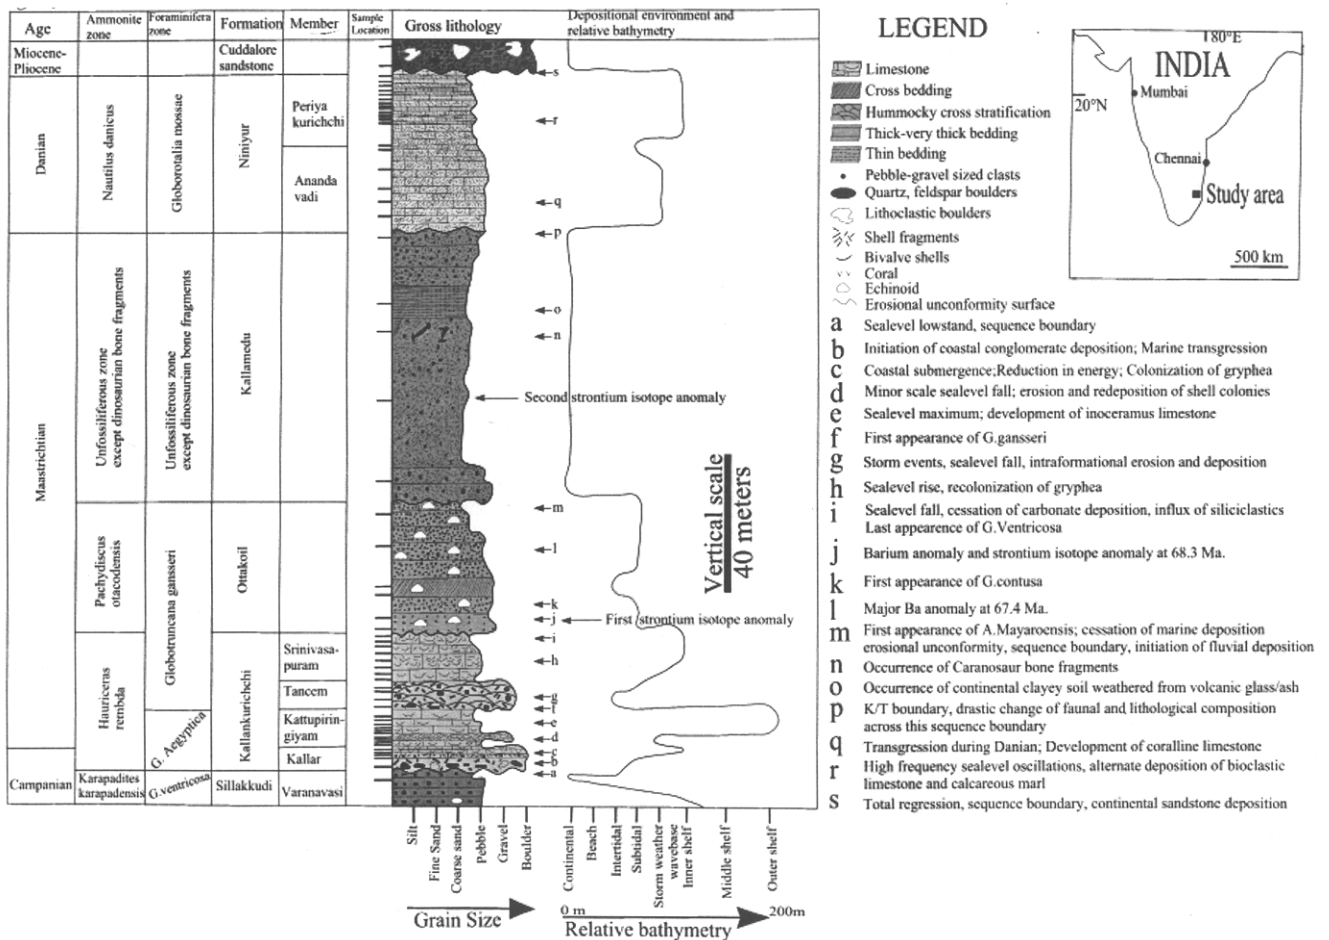 Age
Ammonite
zone
Foraminifera
zone
Formation
Member
Sample
Location
Gross lithology
Depositional environment and
relative bathymetry
Miocene-
Pliocene
Cuddalore
sandstone
Danian
Nautilus danicus
Globorotalia mossae
Niniyur
Periya
kurichchi
Ananda
vadi
Maastrichtian
Unfossiliferous zone
except dinosaurian bone fragments
Unfossiliferous zone
except dinosaurian bone fragments
Kallamedu
Pachydiscus
otacodensis
Globotruncana gansseri
Ottakoil
Hauriceras
rembda
Kallankurichchi
Srinivasa-
puram
Tancem
G. Aegyptica
Kattupirin-
giyam
Kallar
Campanian
Karapadites
karapadensis
G.ventricosa
Sillakkudi
Varanavasi
s
r
q
p
o
n
Second strontium isotope anomaly
m
l
k
j
First strontium isotope anomaly
i
h
g
f
e
d
c
b
a
Vertical scale
40 meters
Silt
Fine Sand
Coarse sand
Pebble
Gravel
Boulder
Grain Size
Continental
Beach
Intertidal
Subtidal
Storm weather
wavebase
Inner shelf
Middle shelf
Outer shelf
0 m
200m
Relative bathymetry
LEGEND
Limestone
Cross bedding
Hummocky cross stratification
Thick-very thick bedding
Thin bedding
Pebble-gravel sized clasts
Quartz, feldspar boulders
Lithoclastic boulders
Shell fragments
Bivalve shells
Coral
Echinoid
Erosional unconformity surface
a Sealevel lowstand, sequence boundary
b Initiation of coastal conglomerate deposition; Marine transgression
c Coastal submergence;Reduction in energy; Colonization of gryphea
d Minor scale sealevel fall; erosion and redeposition of shell colonies
e Sealevel maximum; development of inoceramus limestone
f First appearance of G.gansseri
g Storm events, sealevel fall, intraformational erosion and deposition
h Sealevel rise, recolonization of gryphea
i Sealevel fall, cessation of carbonate deposition, influx of siliciclastics
Last appearence of G.Ventricosa
j Barium anomaly and strontium isotope anomaly at 68.3 Ma.
k First appearance of G.contusa
l Major Ba anomaly at 67.4 Ma.
m First appearance of A.Mayaroensis; cessation of marine deposition
erosional unconformity, sequence boundary, initiation of fluvial deposition
n Occurrence of Caranosaur bone fragments
o Occurrence of continental clayey soil weathered from volcanic glass/ash
p K/T boundary, drastic change of faunal and lithological composition
across this sequence boundary
q Transgression during Danian; Development of coralline limestone
r High frequency sealevel oscillations, alternate deposition of bioclastic
limestone and calcareous marl
s Total regression, sequence boundary, continental sandstone deposition
80°E
INDIA
20°N
Mumbai
Chennai
Study area
500 km